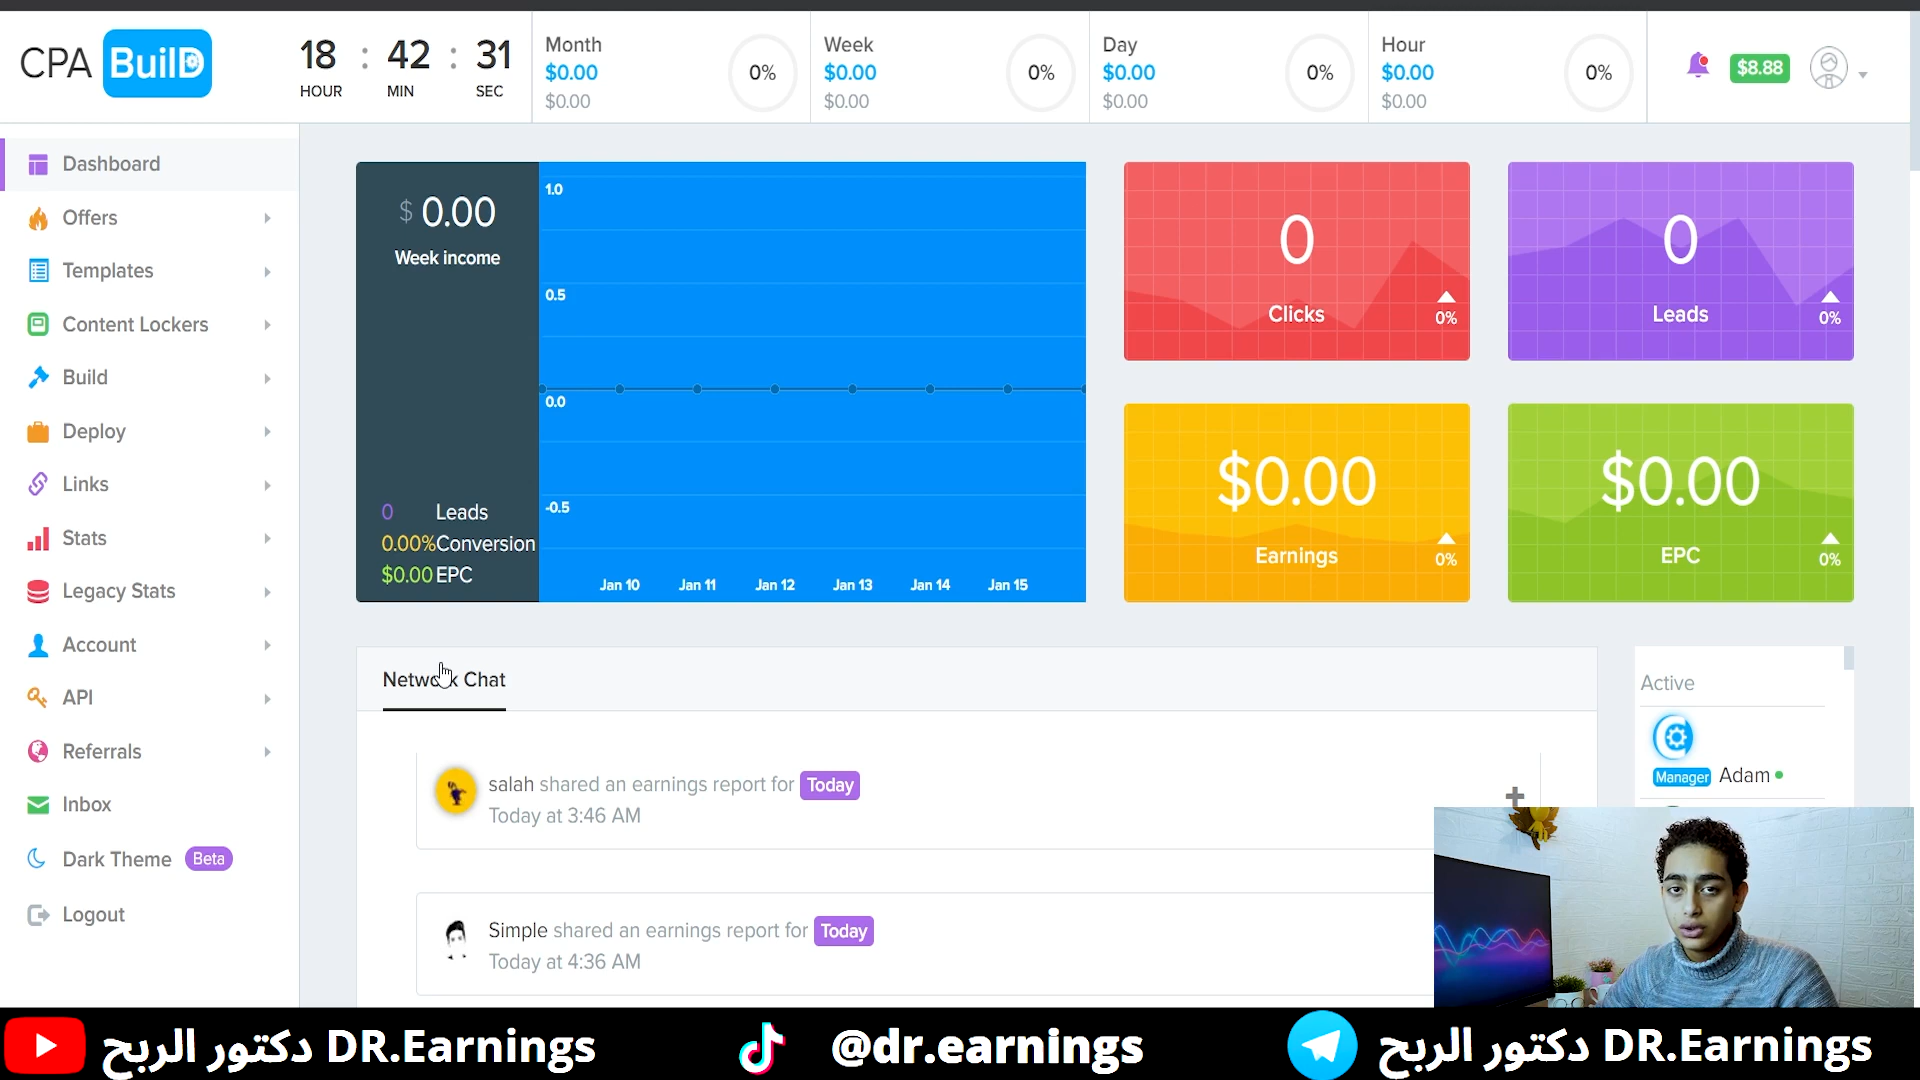 CPA BuilD
18 : 42 : 31
HOUR MIN SEC
Month
$0.00
$0.00
0%
Week
$0.00
$0.00
0%
Day
$0.00
$0.00
0%
Hour
$0.00
$0.00
0%
$8.88
Dashboard
Offers
Templates
Content Lockers
Build
Deploy
Links
Stats
Legacy Stats
Account
API
Referrals
Inbox
Dark Theme Beta
Logout
$ 0.00
Week income
0 Leads
0.00% Conversion
$0.00 EPC
1.0
0.5
0.0
-0.5
Jan 10 Jan 11 Jan 12 Jan 13 Jan 14 Jan 15
0
Clicks
0%
0
Leads
0%
$0.00
Earnings
0%
$0.00
EPC
0%
Network Chat
salah shared an earnings report for Today
Today at 3:46 AM
+
Simple shared an earnings report for Today
Today at 4:36 AM
Active
Manager Adam
دكتور الربح DR.Earnings
@dr.earnings
دكتور الربح DR.Earnings